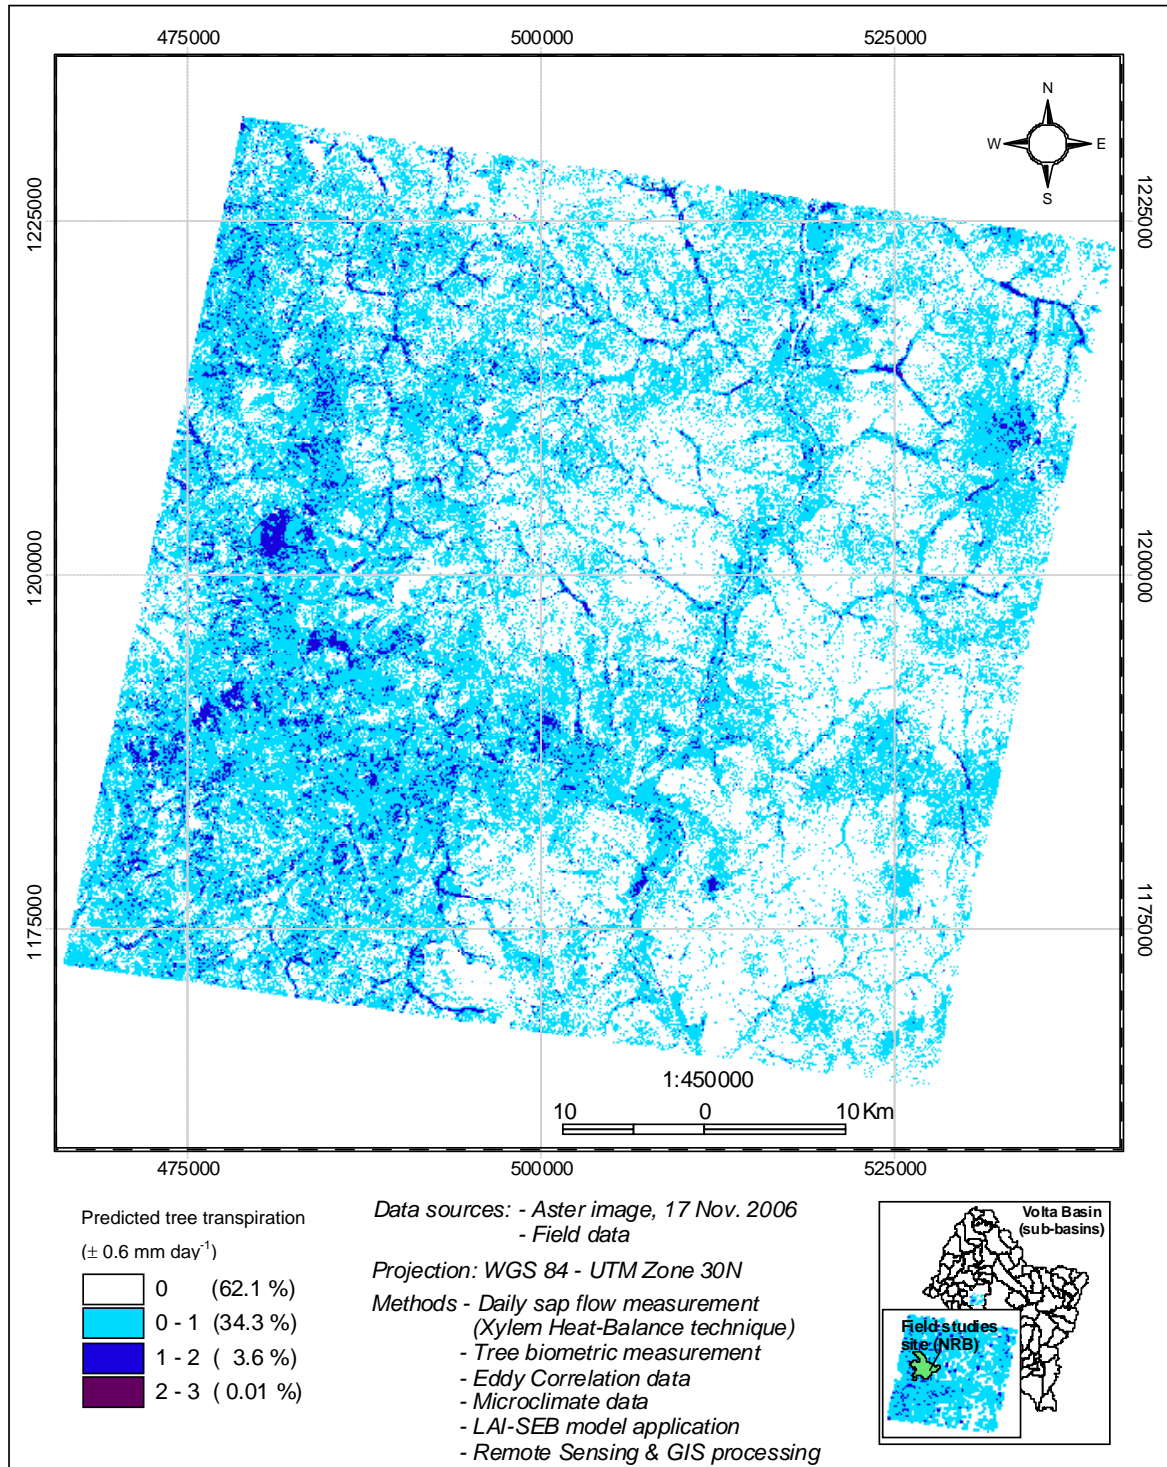 475000 500000 525000
N
W E
S
1225000 1225000
1200000 1200000
1175000 1175000
1:450000
10 0 10 Km
475000 500000 525000
Predicted tree transpiration
(± 0.6 mm day⁻¹)
0 (62.1 %)
0 - 1 (34.3 %)
1 - 2 ( 3.6 %)
2 - 3 ( 0.01 %)
Data sources: - Aster image, 17 Nov. 2006
- Field data
Projection: WGS 84 - UTM Zone 30N
Methods - Daily sap flow measurement
(Xylem Heat-Balance technique)
- Tree biometric measurement
- Eddy Correlation data
- Microclimate data
- LAI-SEB model application
- Remote Sensing & GIS processing
Volta Basin
(sub-basins)
Field studies
site (NRB)